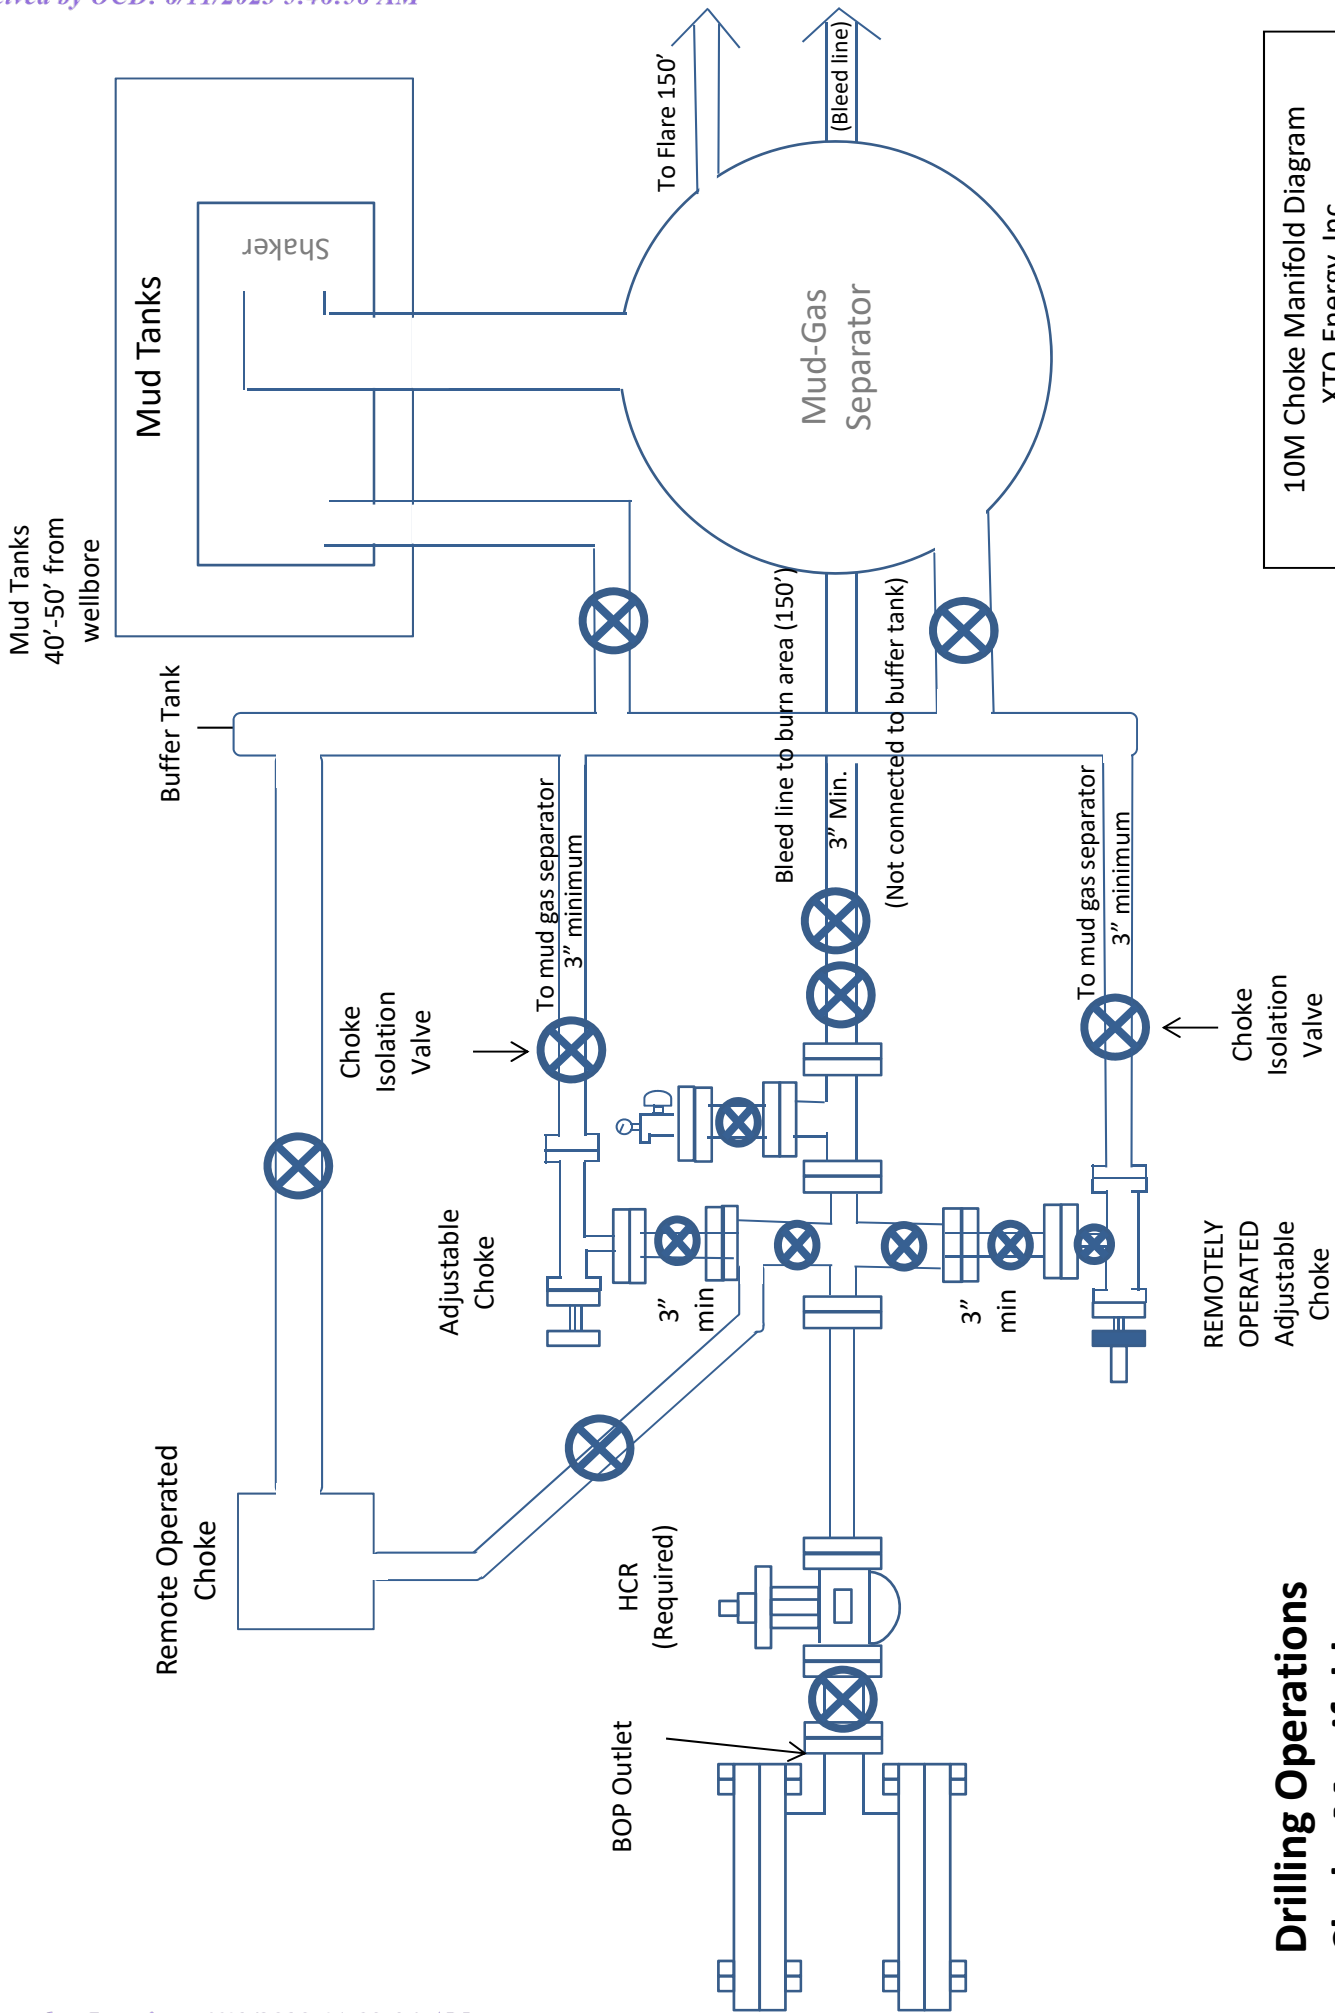 Mud Tanks
40’-50’ from
wellbore
Mud Tanks
Shaker
To Flare 150’
(Bleed line)
Mud-Gas
Separator
Buffer Tank
Bleed line to burn area (150’)
3” Min.
(Not connected to buffer tank)
To mud gas separator
3” minimum
To mud gas separator
3” minimum
Choke
Isolation
Valve
Choke
Isolation
Valve
Adjustable
Choke
3”
min
3”
min
REMOTELY
OPERATED
Adjustable
Choke
Remote Operated
Choke
HCR
(Required)
BOP Outlet
10M Choke Manifold Diagram
XTO Energy, Inc.
Drilling Operations